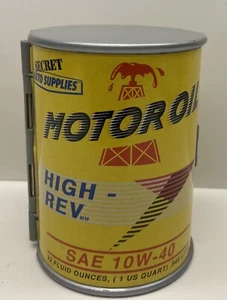 SECRET
AUTO SUPPLIES
MOTOR OIL
HIGH -
REV
SAE 10W-40
32 FLUID OUNCES, ( 1 US QUART)